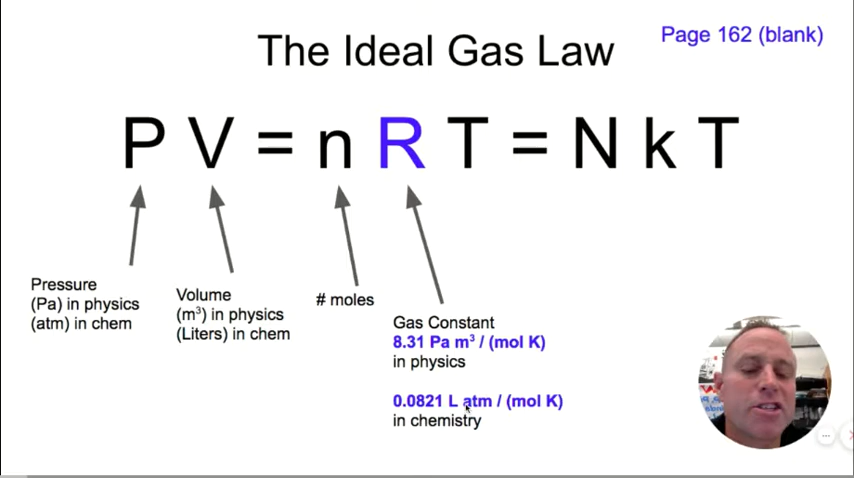 Page 162 (blank)
The Ideal Gas Law
P V = n R T = N k T
Pressure
(Pa) in physics
(atm) in chem
Volume
(m³) in physics
(Liters) in chem
# moles
Gas Constant
8.31 Pa m³ / (mol K)
in physics
0.0821 L atm / (mol K)
in chemistry